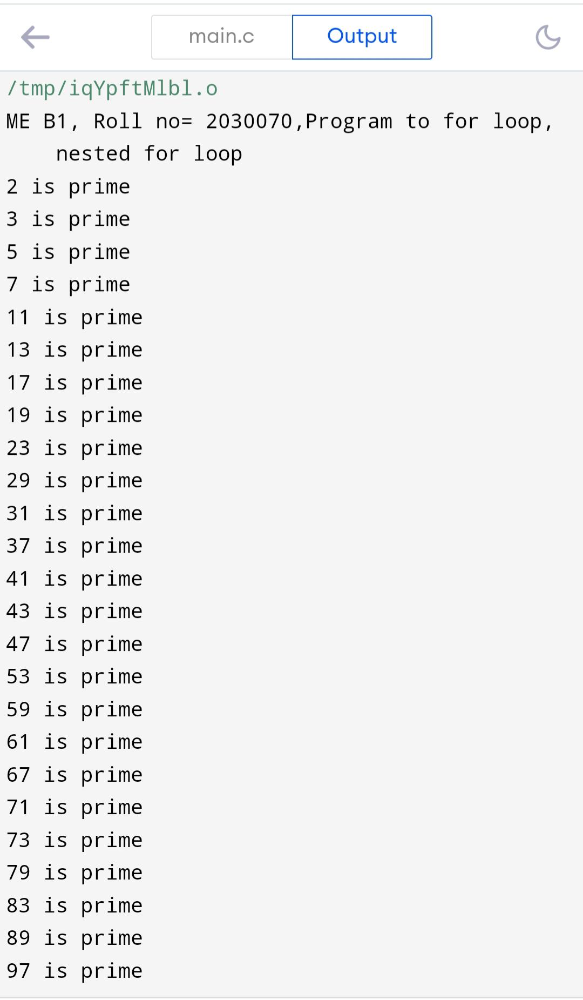 main.c
Output
/tmp/iqYpftMlbl.o
ME B1, Roll no= 2030070,Program to for loop,
nested for loop
2 is prime
3 is prime
5 is prime
7 is prime
11 is prime
13 is prime
17 is prime
19 is prime
23 is prime
29 is prime
31 is prime
37 is prime
41 is prime
43 is prime
47 is prime
53 is prime
59 is prime
61 is prime
67 is prime
71 is prime
73 is prime
79 is prime
83 is prime
89 is prime
97 is prime